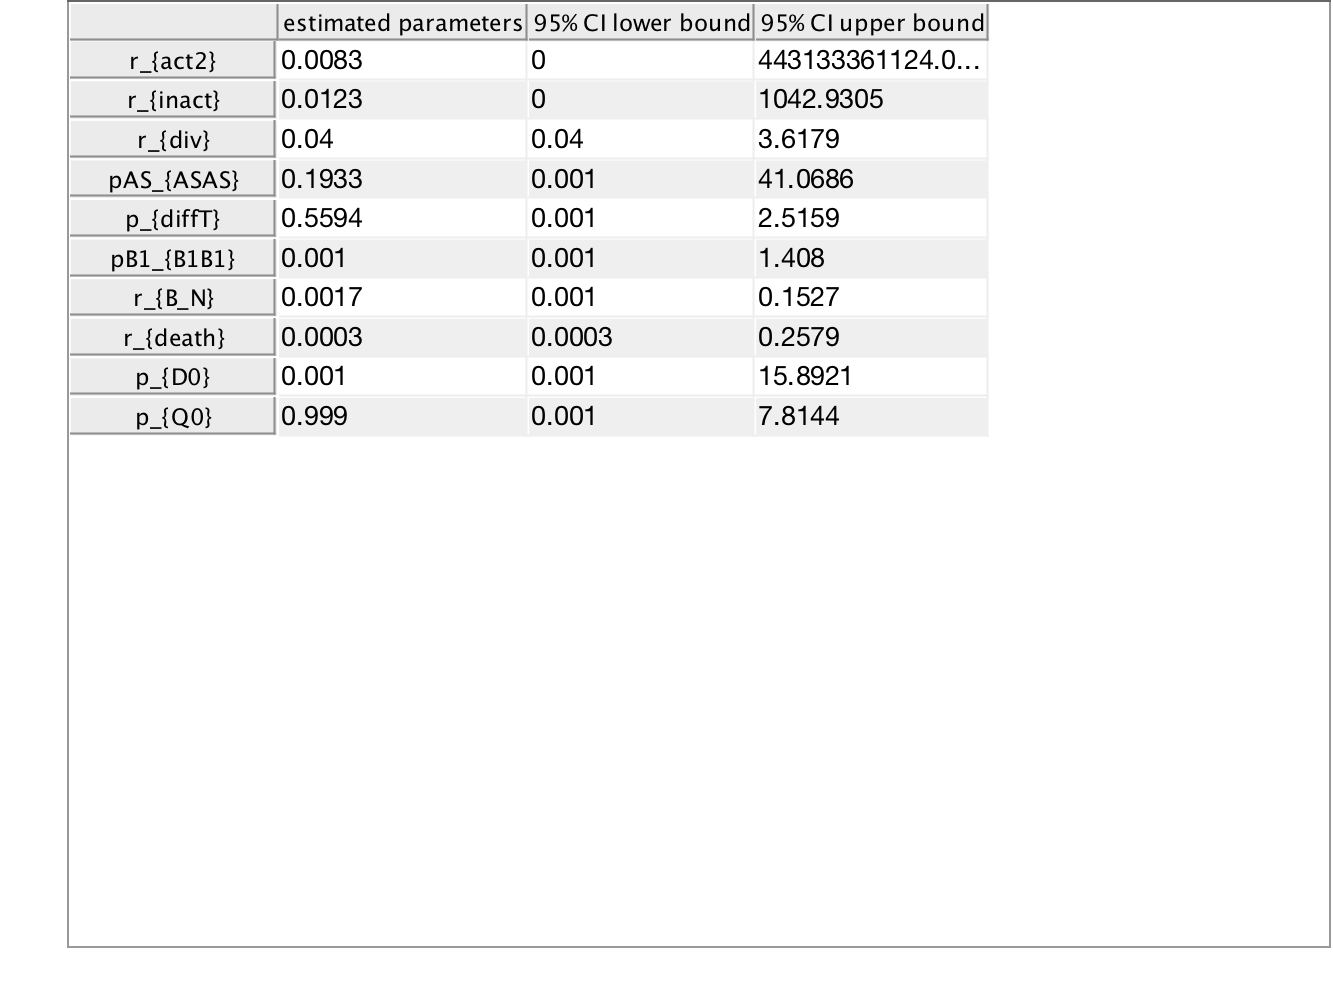 estimated parameters 95% CI lower bound 95% CI upper bound
r_{act2} 0.0083 0 443133361124.0...
r_{inact} 0.0123 0 1042.9305
r_{div} 0.04 0.04 3.6179
pAS_{ASAS} 0.1933 0.001 41.0686
p_{diffT} 0.5594 0.001 2.5159
pB1_{B1B1} 0.001 0.001 1.408
r_{B_N} 0.0017 0.001 0.1527
r_{death} 0.0003 0.0003 0.2579
p_{D0} 0.001 0.001 15.8921
p_{Q0} 0.999 0.001 7.8144